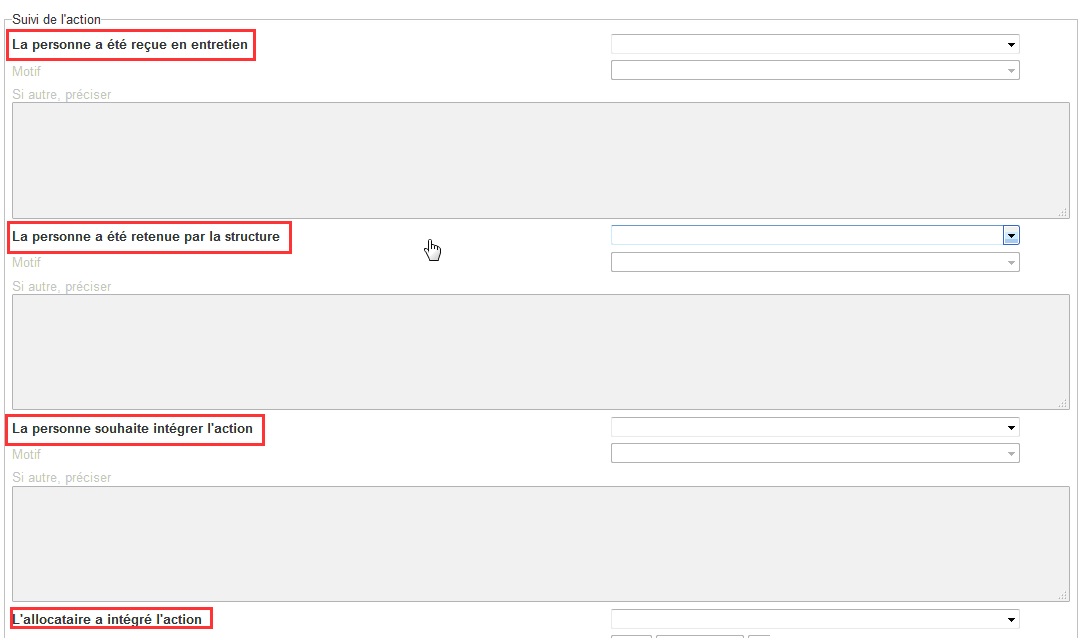 Suivi de l'action
La personne a été reçue en entretien
Motif
Si autre, préciser
La personne a été retenue par la structure
Motif
Si autre, préciser
La personne souhaite intégrer l'action
Motif
Si autre, préciser
L'allocataire a intégré l'action